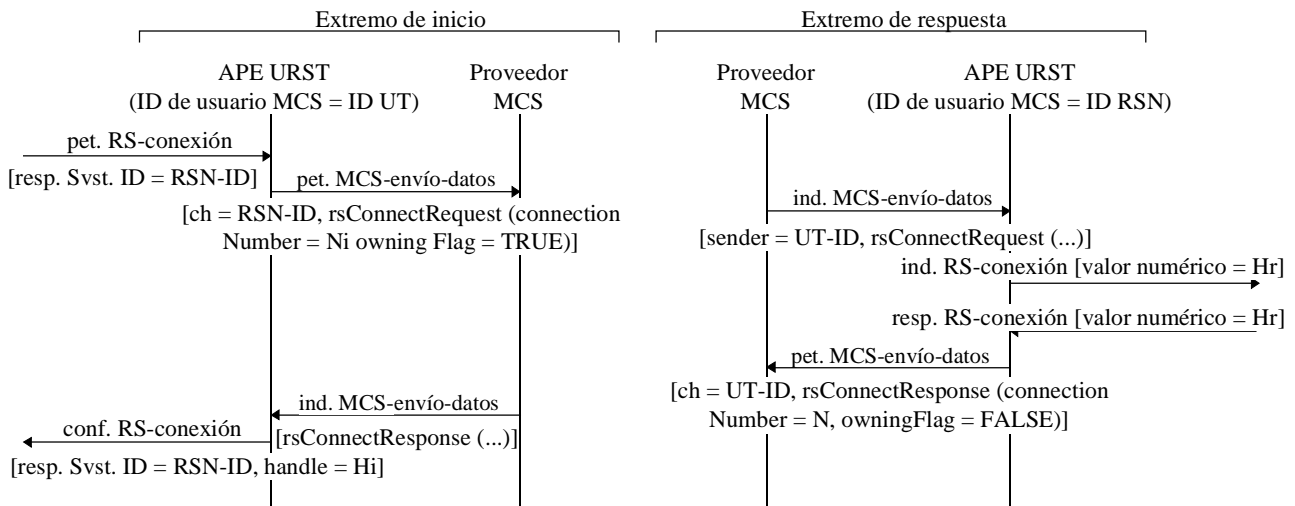 Extremo de inicio
Extremo de respuesta
APE URST
(ID de usuario MCS = ID UT)
Proveedor
MCS
Proveedor
MCS
APE URST
(ID de usuario MCS = ID RSN)
pet. RS-conexión
[resp. Svst. ID = RSN-ID]
pet. MCS-envío-datos
[ch = RSN-ID, rsConnectRequest (connection
Number = Ni owning Flag = TRUE)]
ind. MCS-envío-datos
[sender = UT-ID, rsConnectRequest (...)]
ind. RS-conexión [valor numérico = Hr]
resp. RS-conexión [valor numérico = Hr]
pet. MCS-envío-datos
[ch = UT-ID, rsConnectResponse (connection
Number = N, owningFlag = FALSE)]
ind. MCS-envío-datos
[rsConnectResponse (...)]
conf. RS-conexión
[resp. Svst. ID = RSN-ID, handle = Hi]